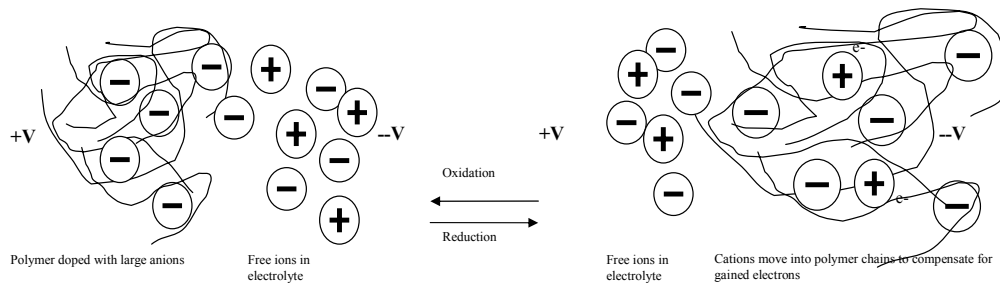 +V
--V
Polymer doped with large anions
Free ions in
electrolyte
Oxidation
Reduction
+V
e-
--V
e-
Free ions in
electrolyte
Cations move into polymer chains to compensate for
gained electrons